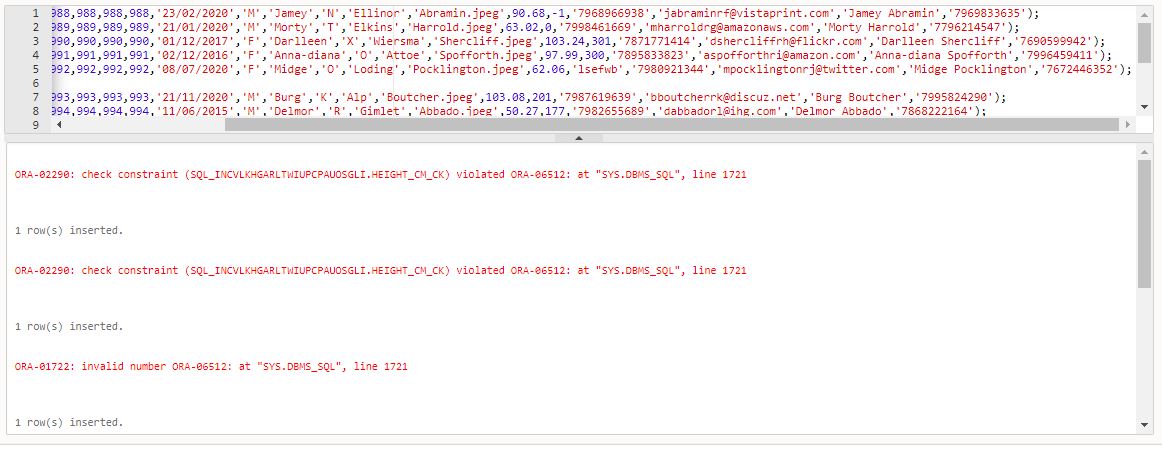 1 988,988,988,988,'23/02/2020','M','Jamey','N','Ellinor','Abramin.jpeg',90.68,-1,'7968966938','jabraminrf@vistaprint.com','Jamey Abramin','7969833635');
2 989,989,989,989,'21/01/2020','M','Morty','T','Elkins','Harrold.jpeg',63.02,0,'7998461669','mharroldrg@amazonaws.com','Morty Harrold','7796214547');
3 990,990,990,990,'01/12/2017','F','Darlleen','X','Wiersma','Shercliff.jpeg',103.24,301,'7871771414','dshercliffrh@flickr.com','Darlleen Shercliff','7690599942');
4 991,991,991,991,'02/12/2016','F','Anna-diana','O','Attoe','Spofforth.jpeg',97.99,300,'7895833823','aspofforthri@amazon.com','Anna-diana Spofforth','7996459411');
5 992,992,992,992,'08/07/2020','F','Midge','O','Loding','Pocklington.jpeg',62.06,'lsefwb','7980921344','mpocklingtonrj@twitter.com','Midge Pocklington','7672446352');
6
7 993,993,993,993,'21/11/2020','M','Burg','K','Alp','Boutcher.jpeg',103.08,201,'7987619639','bboutcherrk@discuz.net','Burg Boutcher','7995824290');
8 994,994,994,994,'11/06/2015','M','Delmor','R','Gimlet','Abbado.jpeg',50.27,177,'7982655689','dabbadorl@ihg.com','Delmor Abbado','7868222164');
9
ORA-02290: check constraint (SQL_INCVLKHGARLTWIUPCPAUOSGLI.HEIGHT_CM_CK) violated ORA-06512: at "SYS.DBMS_SQL", line 1721
1 row(s) inserted.
ORA-02290: check constraint (SQL_INCVLKHGARLTWIUPCPAUOSGLI.HEIGHT_CM_CK) violated ORA-06512: at "SYS.DBMS_SQL", line 1721
1 row(s) inserted.
ORA-01722: invalid number ORA-06512: at "SYS.DBMS_SQL", line 1721
1 row(s) inserted.